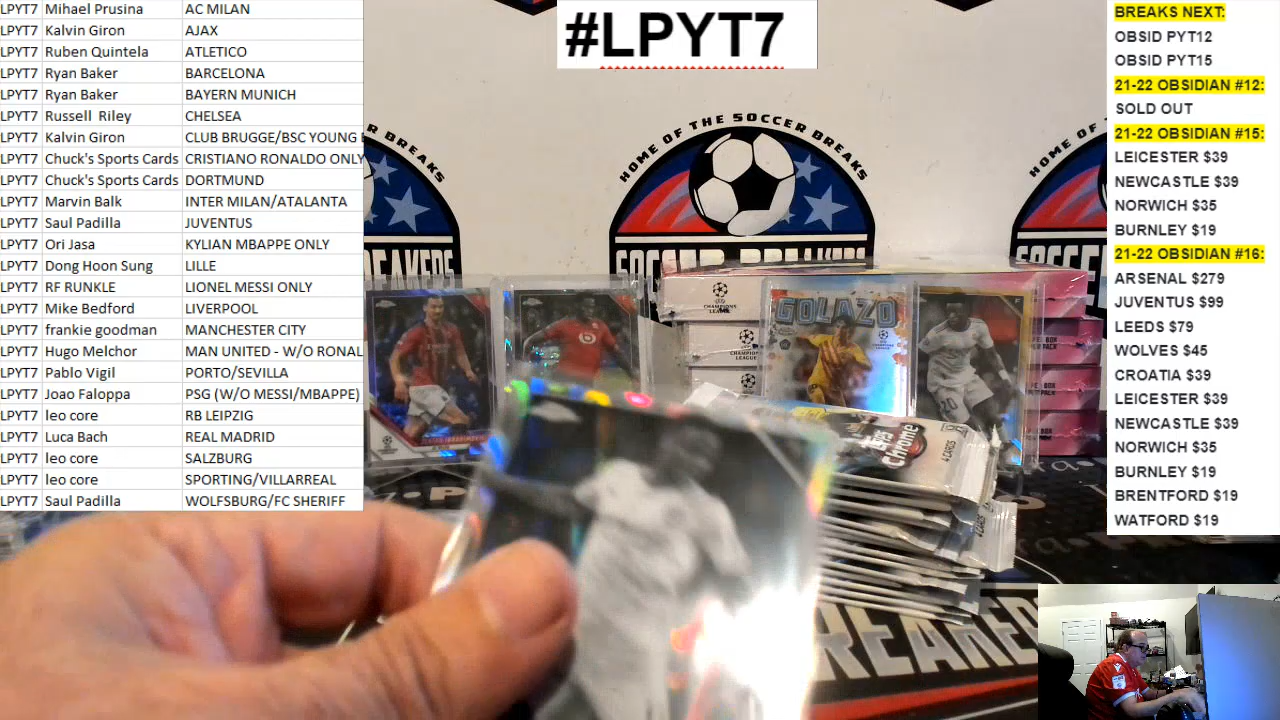 LPYT7 Mihael Prusina AC MILAN
LPYT7 Kalvin Giron AJAX
LPYT7 Ruben Quintela ATLETICO
LPYT7 Ryan Baker BARCELONA
LPYT7 Ryan Baker BAYERN MUNICH
LPYT7 Russell Riley CHELSEA
LPYT7 Kalvin Giron CLUB BRUGGE/BSC YOUNG
LPYT7 Chuck's Sports Cards CRISTIANO RONALDO ONLY
LPYT7 Chuck's Sports Cards DORTMUND
LPYT7 Marvin Balk INTER MILAN/ATALANTA
LPYT7 Saul Padilla JUVENTUS
LPYT7 Ori Jasa KYLIAN MBAPPE ONLY
LPYT7 Dong Hoon Sung LILLE
LPYT7 RF RUNKLE LIONEL MESSI ONLY
LPYT7 Mike Bedford LIVERPOOL
LPYT7 frankie goodman MANCHESTER CITY
LPYT7 Hugo Melchor MAN UNITED - W/O RONAL
LPYT7 Pablo Vigil PORTO/SEVILLA
LPYT7 Joao Faloppa PSG (W/O MESSI/MBAPPE)
LPYT7 leo core RB LEIPZIG
LPYT7 Luca Bach REAL MADRID
LPYT7 leo core SALZBURG
LPYT7 leo core SPORTING/VILLARREAL
LPYT7 Saul Padilla WOLFSBURG/FC SHERIFF
#LPYT7
HOME OF THE SOCCER BREAKS
SOCCER BREAKERS
GOLAZO
CHAMPIONS LEAGUE
Topps Chrome
4 CARDS
BREAKERS
BREAKS NEXT:
OBSID PYT12
OBSID PYT15
21-22 OBSIDIAN #12:
SOLD OUT
21-22 OBSIDIAN #15:
LEICESTER $39
NEWCASTLE $39
NORWICH $35
BURNLEY $19
21-22 OBSIDIAN #16:
ARSENAL $279
JUVENTUS $99
LEEDS $79
WOLVES $45
CROATIA $39
LEICESTER $39
NEWCASTLE $39
NORWICH $35
BURNLEY $19
BRENTFORD $19
WATFORD $19